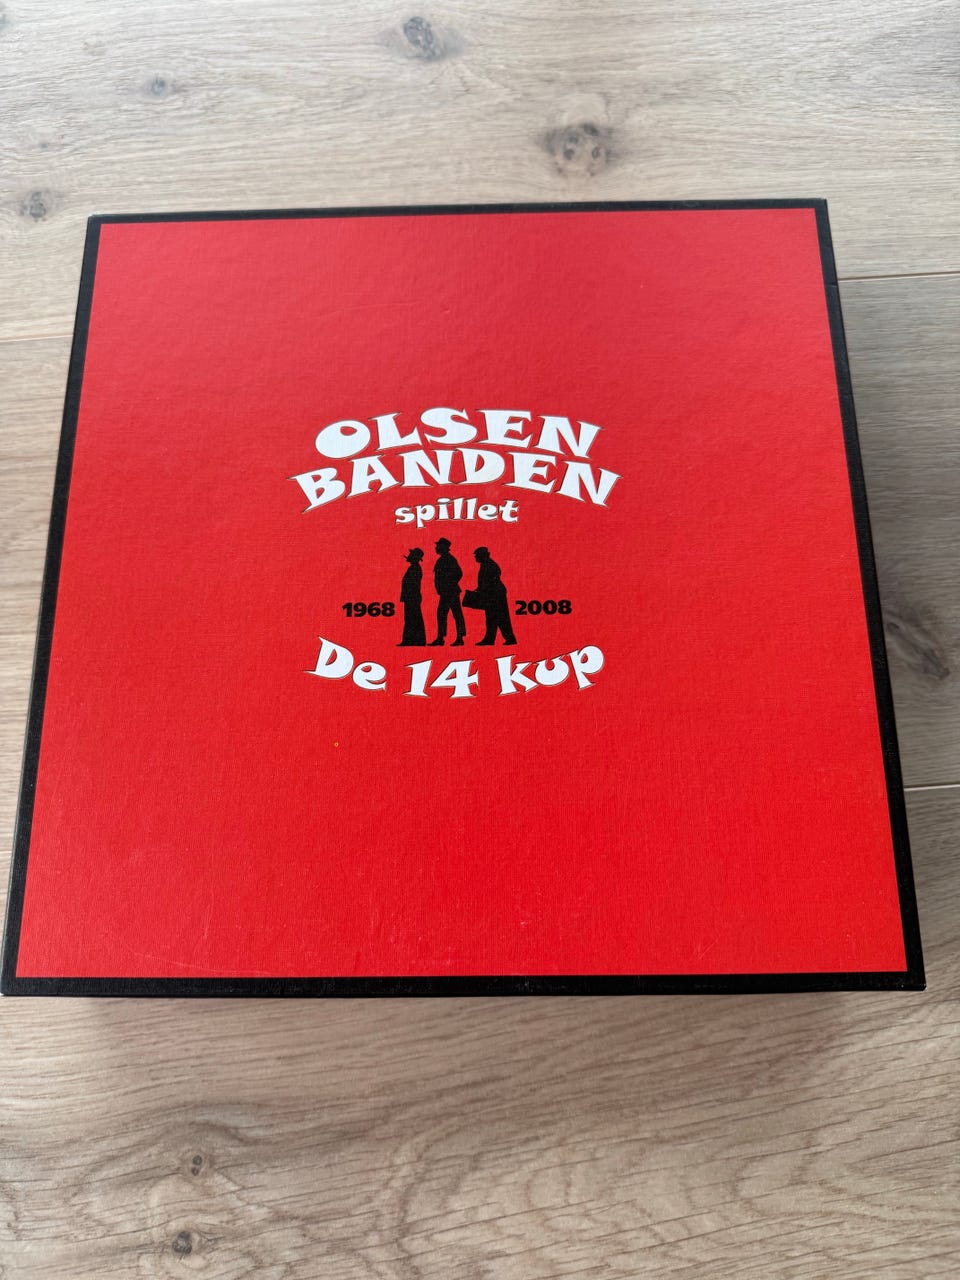 OLSEN
BANDEN
spillet
1968 2008
De 14 kup